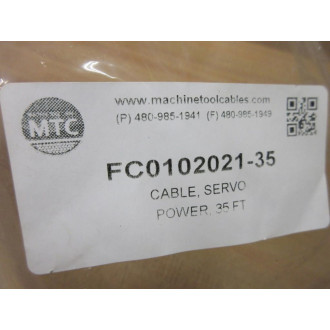 MTC
www.machinetoolcables.com
(P) 480-985-1941 (F) 480-985-1949
FC0102021-35
CABLE, SERVO
POWER, 35 FT